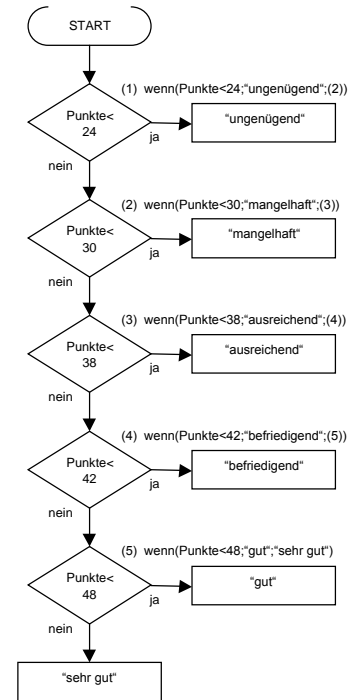 START
(1) wenn(Punkte<24;“ungenügend“;(2))
Punkte<
24
“ungenügend“
ja
nein
(2) wenn(Punkte<30;“mangelhaft“;(3))
Punkte<
30
“mangelhaft“
ja
nein
(3) wenn(Punkte<38;“ausreichend“;(4))
Punkte<
38
“ausreichend“
ja
nein
(4) wenn(Punkte<42;“befriedigend“;(5))
Punkte<
42
“befriedigend“
ja
nein
(5) wenn(Punkte<48;“gut“;“sehr gut“)
Punkte<
48
“gut“
ja
nein
“sehr gut“